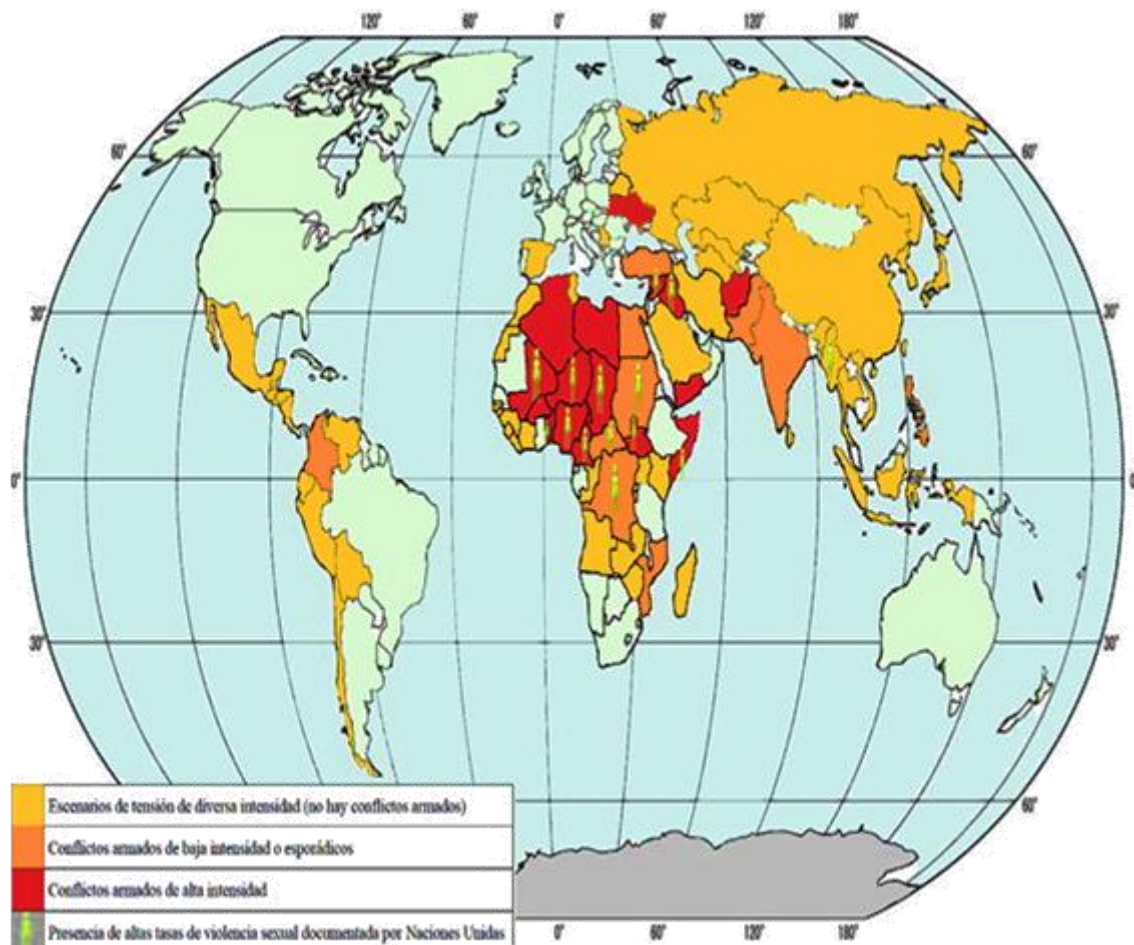 120° 60° 0° 60° 120° 180°
60° 60°
30° 30°
0° 0°
30° 30°
Escenarios de tensión de diversa intensidad (no hay conflictos armados)
60°
Conflictos armados de baja intensidad o esporádicos
Conflictos armados de alta intensidad
Presencia de altas tasas de violencia sexual documentada por Naciones Unidas
0° 60° 120° 180°